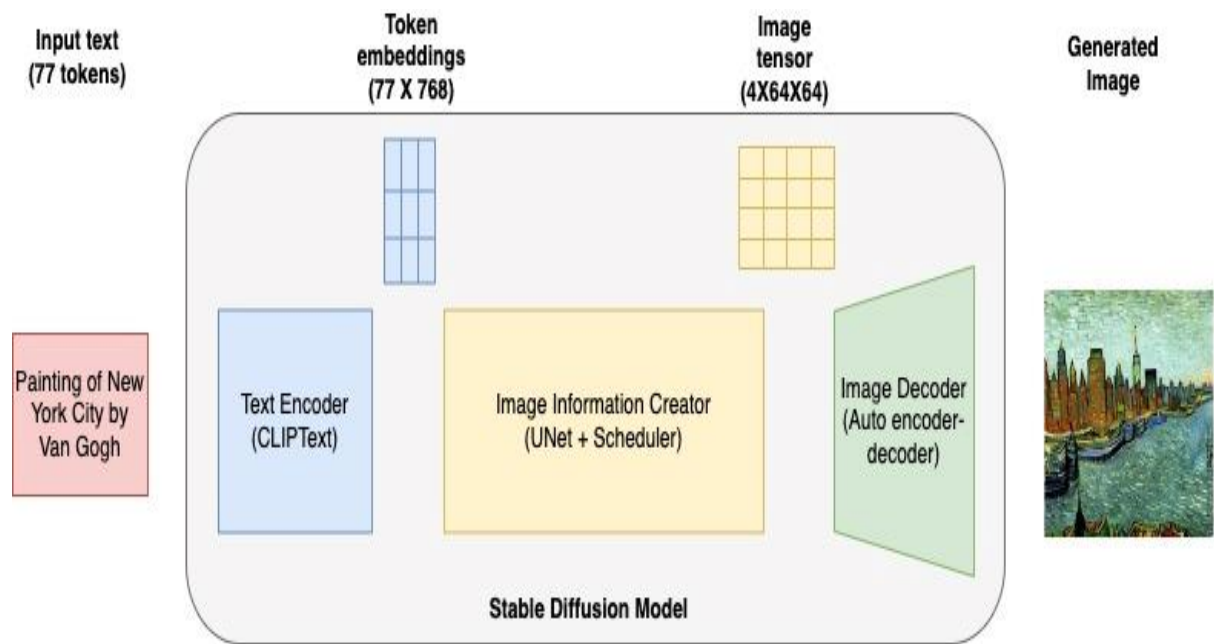 Input text
(77 tokens)
Token
embeddings
(77 X 768)
Image
tensor
(4X64X64)
Generated
Image
Painting of New
York City by
Van Gogh
Text Encoder
(CLIPText)
Image Information Creator
(UNet + Scheduler)
Image Decoder
(Auto encoder-
decoder)
Stable Diffusion Model